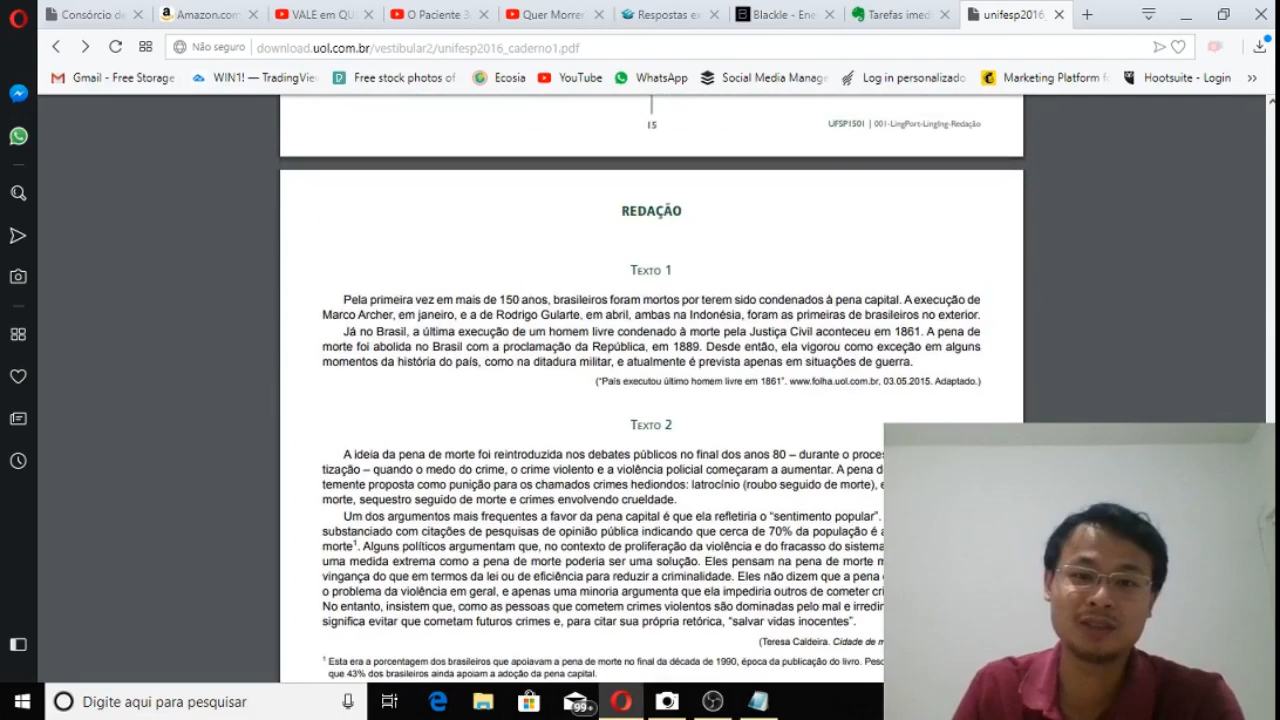 Consórcio de
Amazon.com
VALE em QU
O Paciente 3
Quer Morre
Respostas e
Blackle - Ene
Tarefas imed
unifesp2016_
Não seguro
download.uol.com.br/vestibular2/unifesp2016_caderno1.pdf
Gmail - Free Storage
WIN1! — TradingVi
Free stock photos of
Ecosia
YouTube
WhatsApp
Social Media Manag
Log in personalizado
Marketing Platform f
Hootsuite - Login
15
UFSP1501 | 001-LingPort-LingIng-Redação
REDAÇÃO
TEXTO 1
Pela primeira vez em mais de 150 anos, brasileiros foram mortos por terem sido condenados à pena capital. A execução de
Marco Archer, em janeiro, e a de Rodrigo Gularte, em abril, ambas na Indonésia, foram as primeiras de brasileiros no exterior.
Já no Brasil, a última execução de um homem livre condenado à morte pela Justiça Civil aconteceu em 1861. A pena de
morte foi abolida no Brasil com a proclamação da República, em 1889. Desde então, ela vigorou como exceção em alguns
momentos da história do país, como na ditadura militar, e atualmente é prevista apenas em situações de guerra.
("País executou último homem livre em 1861". www.folha.uol.com.br, 03.05.2015. Adaptado.)
TEXTO 2
A ideia da pena de morte foi reintroduzida nos debates públicos no final dos anos 80 – durante o proces
tização – quando o medo do crime, o crime violento e a violência policial começaram a aumentar. A pena d
temente proposta como punição para os chamados crimes hediondos: latrocínio (roubo seguido de morte), e
morte, sequestro seguido de morte e crimes envolvendo crueldade.
Um dos argumentos mais frequentes a favor da pena capital é que ela refletiria o "sentimento popular".
substanciado com citações de pesquisas de opinião pública indicando que cerca de 70% da população é a
morte1. Alguns políticos argumentam que, no contexto de proliferação da violência e do fracasso do sistema
uma medida extrema como a pena de morte poderia ser uma solução. Eles pensam na pena de morte m
vingança do que em termos da lei ou de eficiência para reduzir a criminalidade. Eles não dizem que a pena
o problema da violência em geral, e apenas uma minoria argumenta que ela impediria outros de cometer cri
No entanto, insistem que, como as pessoas que cometem crimes violentos são dominadas pelo mal e irredi
significa evitar que cometam futuros crimes e, para citar sua própria retórica, "salvar vidas inocentes".
(Teresa Caldeira. Cidade de m
1 Esta era a porcentagem dos brasileiros que apoiavam a pena de morte no final da década de 1990, época da publicação do livro. Pesq
que 43% dos brasileiros ainda apoiam a adoção da pena capital.
Digite aqui para pesquisar
99+